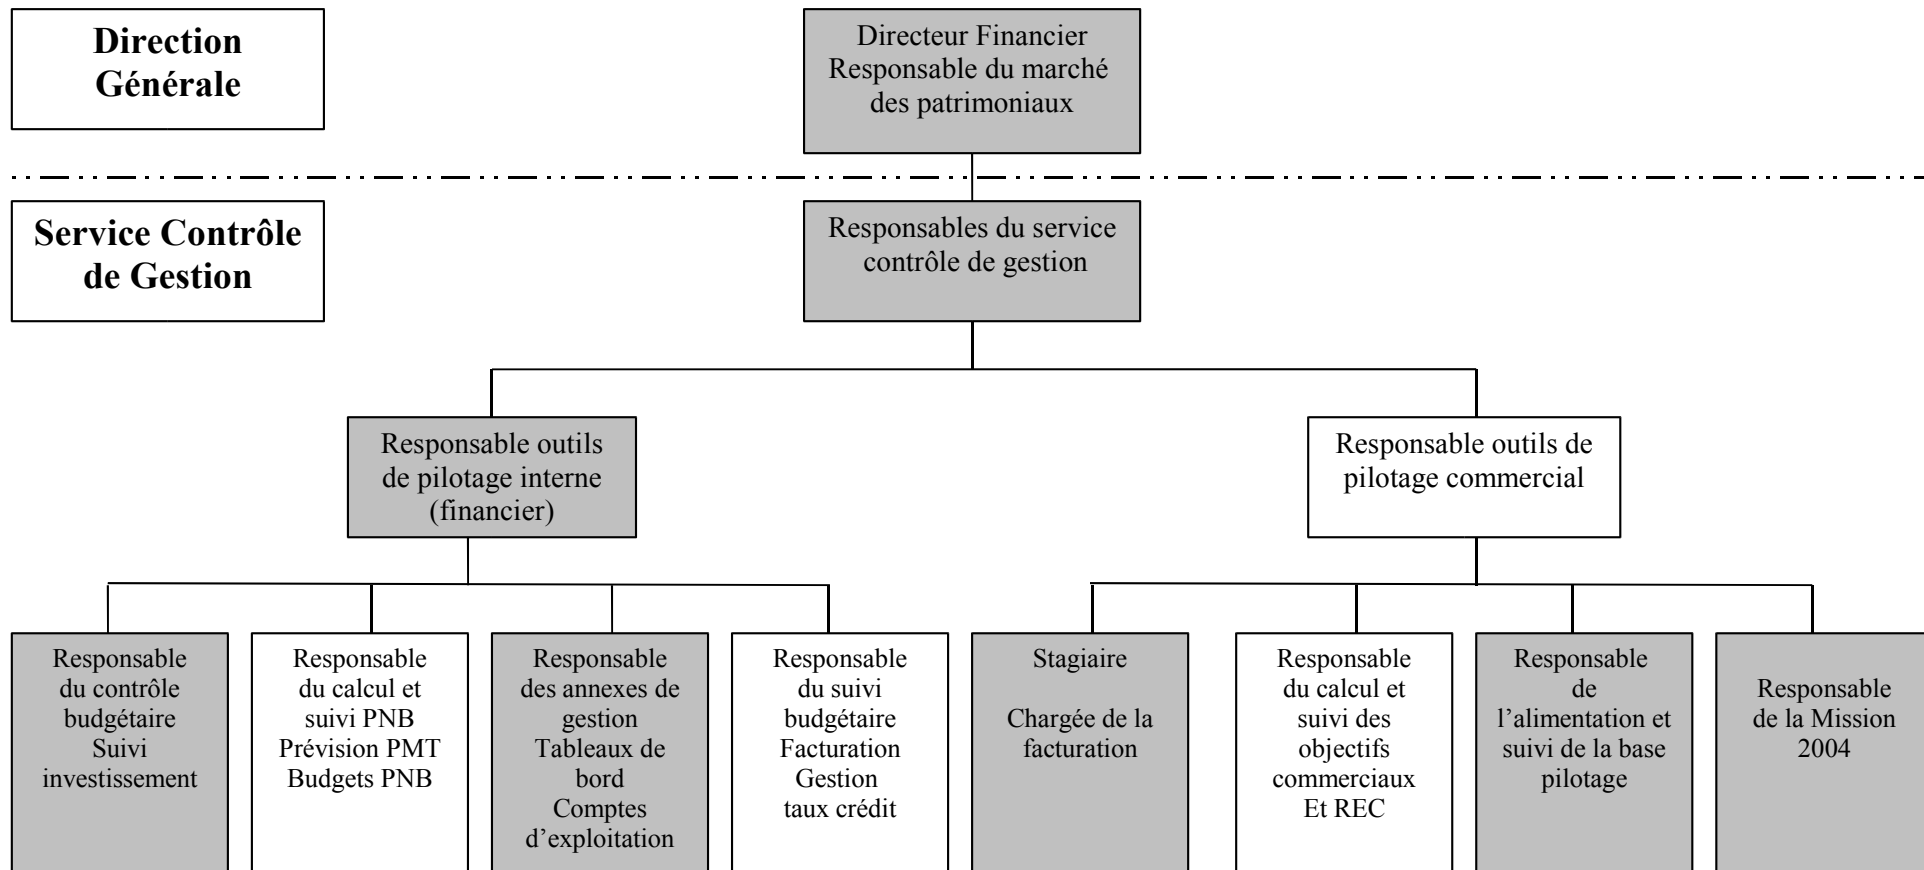 Direction
Générale
Directeur Financier
Responsable du marché
des patrimoniaux
Service Contrôle
de Gestion
Responsables du service
contrôle de gestion
Responsable outils
de pilotage interne
(financier)
Responsable outils de
pilotage commercial
Responsable
du contrôle
budgétaire
Suivi
investissement
Responsable
du calcul et
suivi PNB
Prévision PMT
Budgets PNB
Responsable
des annexes de
gestion
Tableaux de
bord
Comptes
d’exploitation
Responsable
du suivi
budgétaire
Facturation
Gestion
taux crédit
Stagiaire
Chargée de la
facturation
Responsable
du calcul et
suivi des
objectifs
commerciaux
Et REC
Responsable
de
l’alimentation et
suivi de la base
pilotage
Responsable
de la Mission
2004